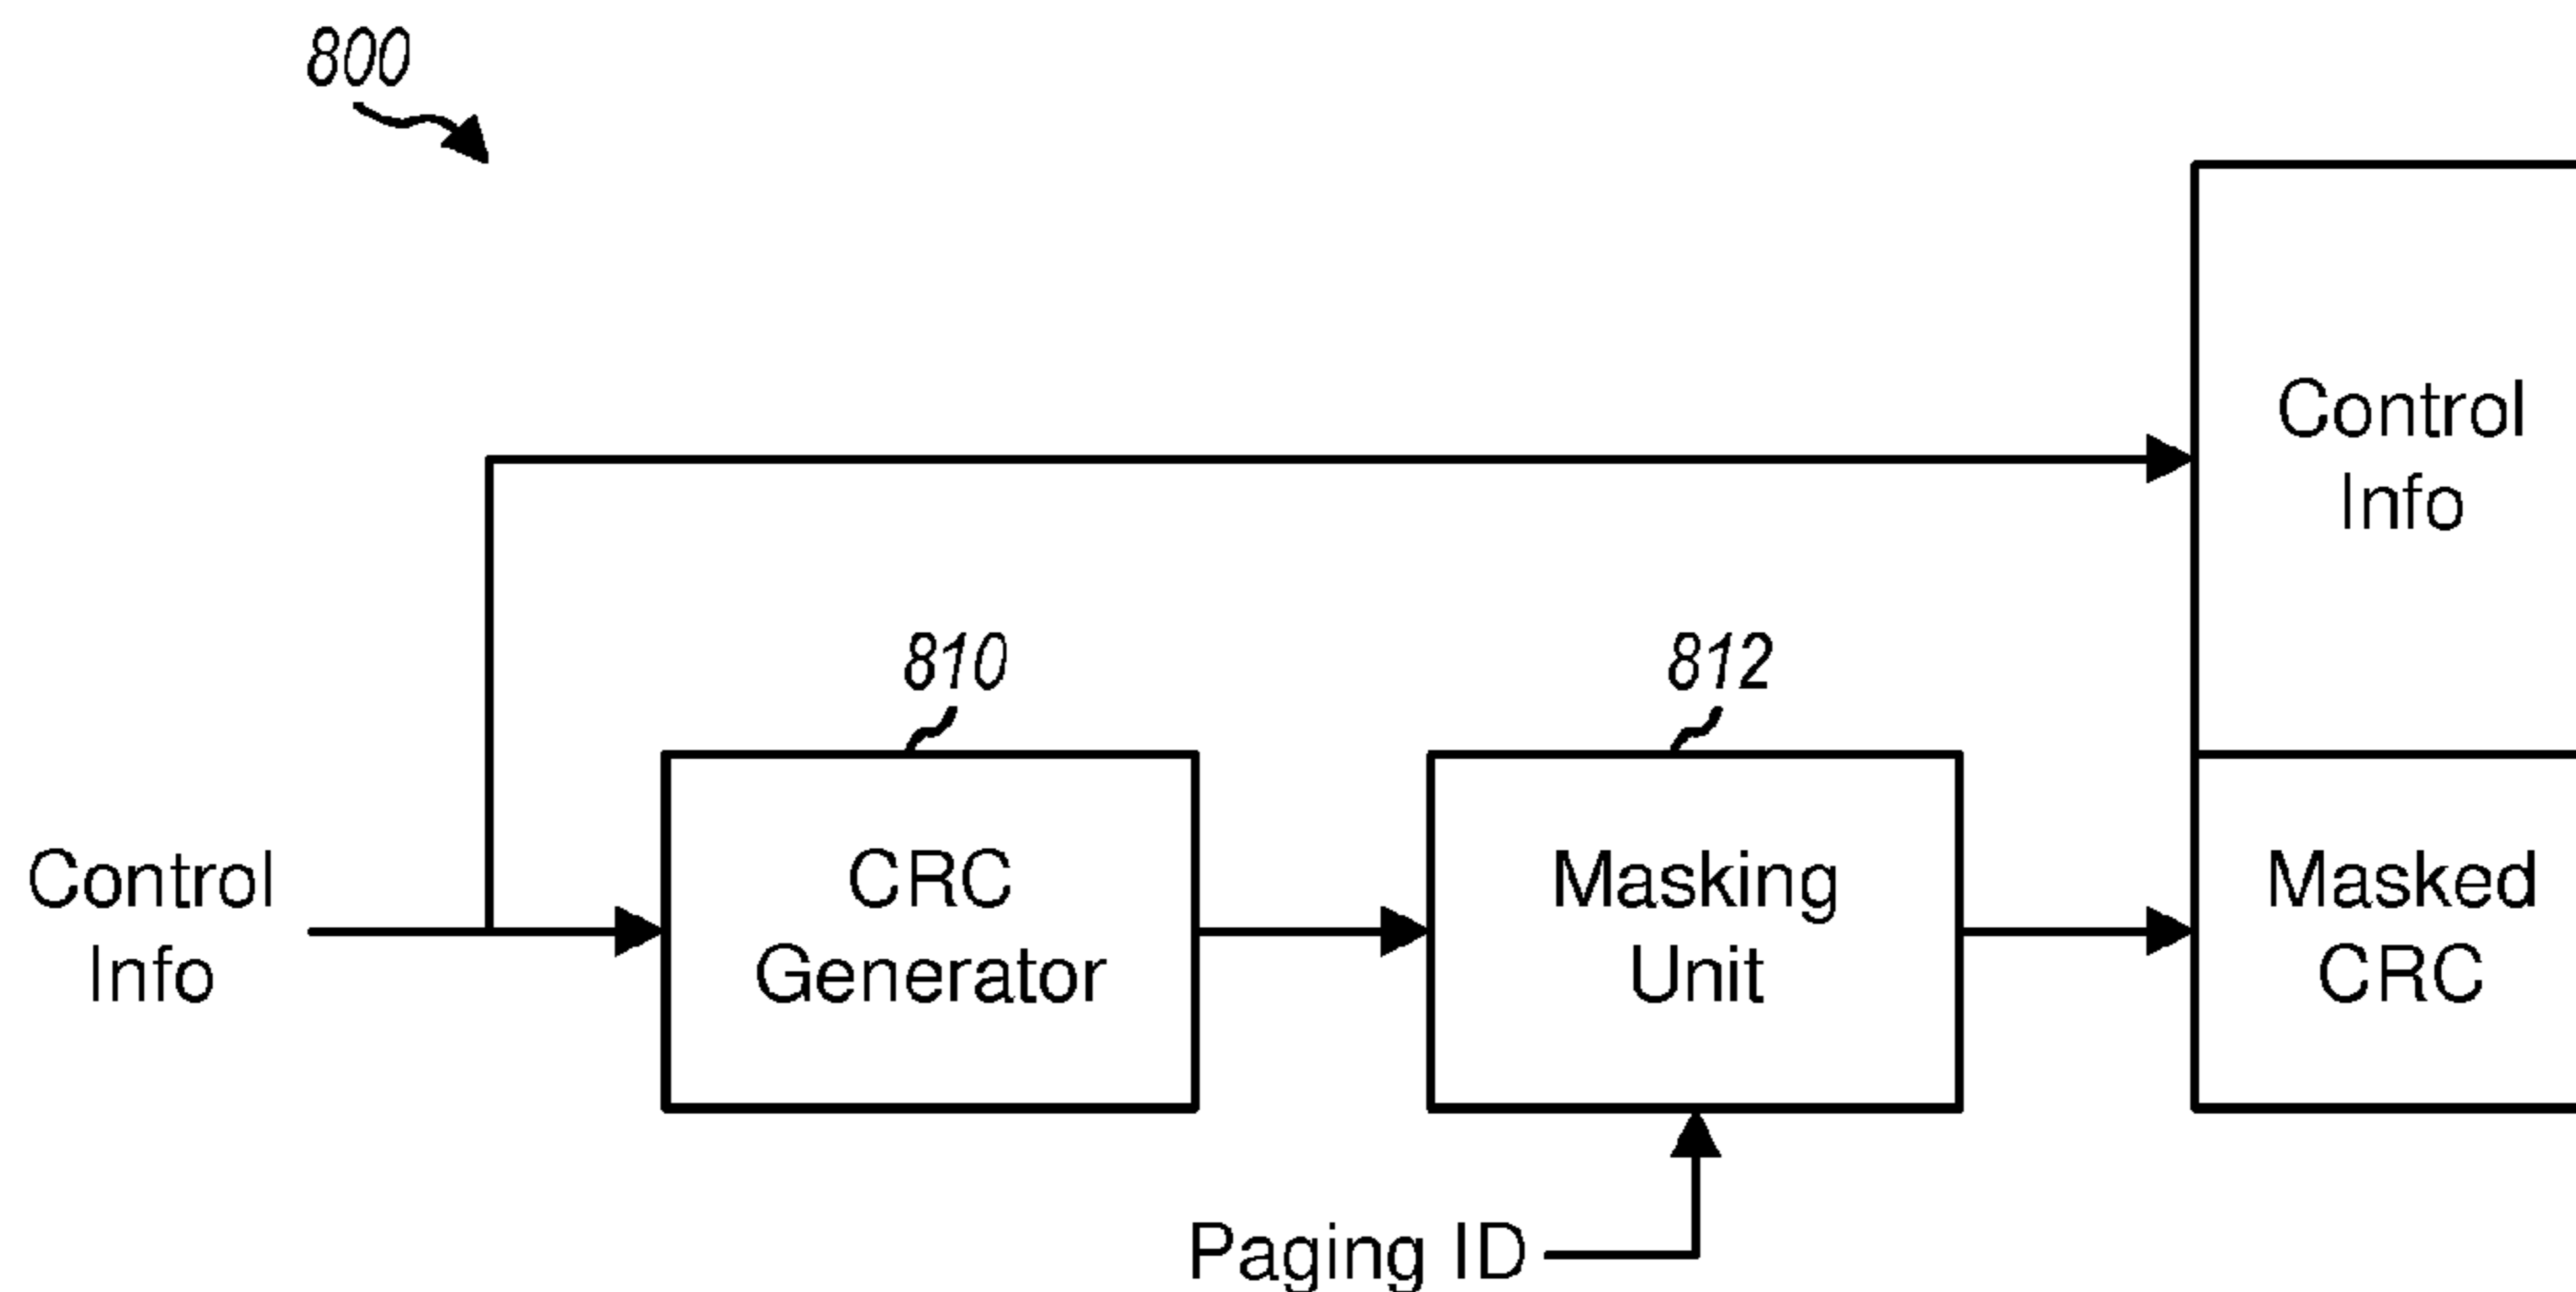 800
Control
Info
810
812
Control
Info
CRC
Generator
Masking
Unit
Masked
CRC
Paging ID